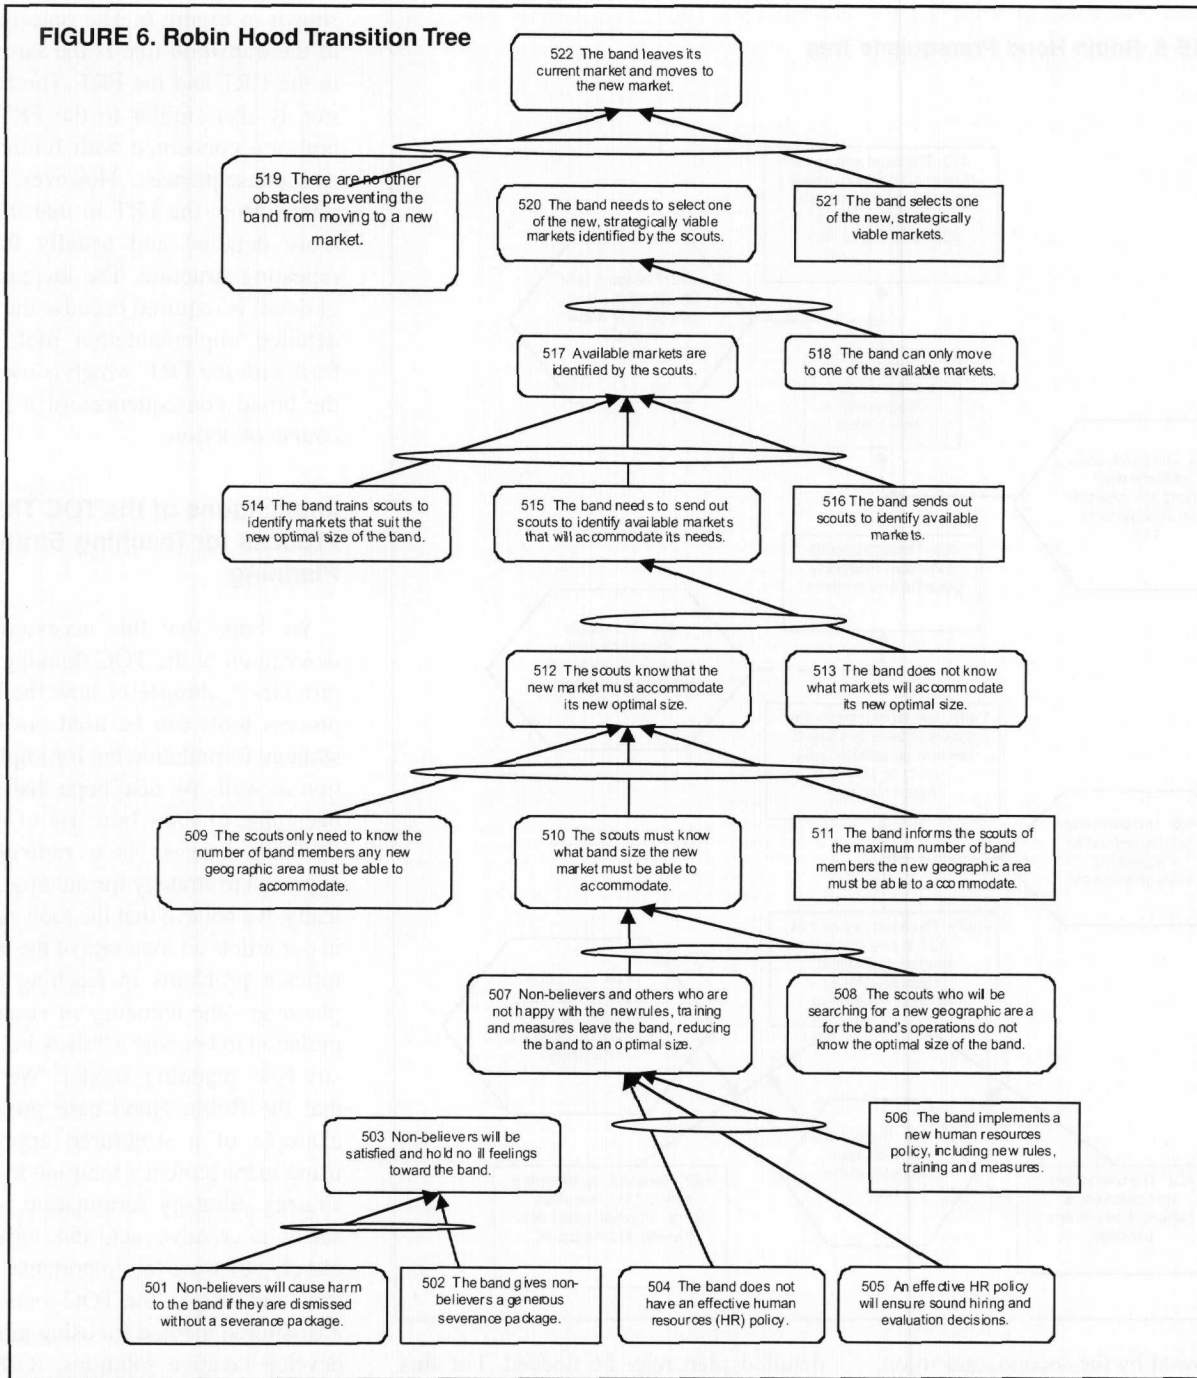 FIGURE 6. Robin Hood Transition Tree
522 The band leaves its
current market and moves to
the new market.
519 There are no other
obstacles preventing the
band from moving to a new
market.
520 The band needs to select one
of the new, strategically viable
markets identified by the scouts.
521 The band selects one
of the new, strategically
viable markets.
517 Available markets are
identified by the scouts.
518 The band can only move
to one of the available markets.
514 The band trains scouts to
identify markets that suit the
new optimal size of the band.
515 The band needs to send out
scouts to identify available markets
that will accommodate its needs.
516 The band sends out
scouts to identify available
markets.
512 The scouts know that the
new market must accommodate
its new optimal size.
513 The band does not know
what markets will accommodate
its new optimal size.
509 The scouts only need to know the
number of band members any new
geographic area must be able to
accommodate.
510 The scouts must know
what band size the new
market must be able to
accommodate.
511 The band informs the scouts of
the maximum number of band
members the new geographic area
must be able to accommodate.
507 Non-believers and others who are
not happy with the new rules, training
and measures leave the band, reducing
the band to an optimal size.
508 The scouts who will be
searching for a new geographic area
for the band's operations do not
know the optimal size of the band.
503 Non-believers will be
satisfied and hold no ill feelings
toward the band.
506 The band implements a
new human resources
policy, including new rules,
training and measures.
501 Non-believers will cause harm
to the band if they are dismissed
without a severance package.
502 The band gives non-
believers a generous
severance package.
504 The band does not
have an effective human
resources (HR) policy.
505 An effective HR policy
will ensure sound hiring and
evaluation decisions.